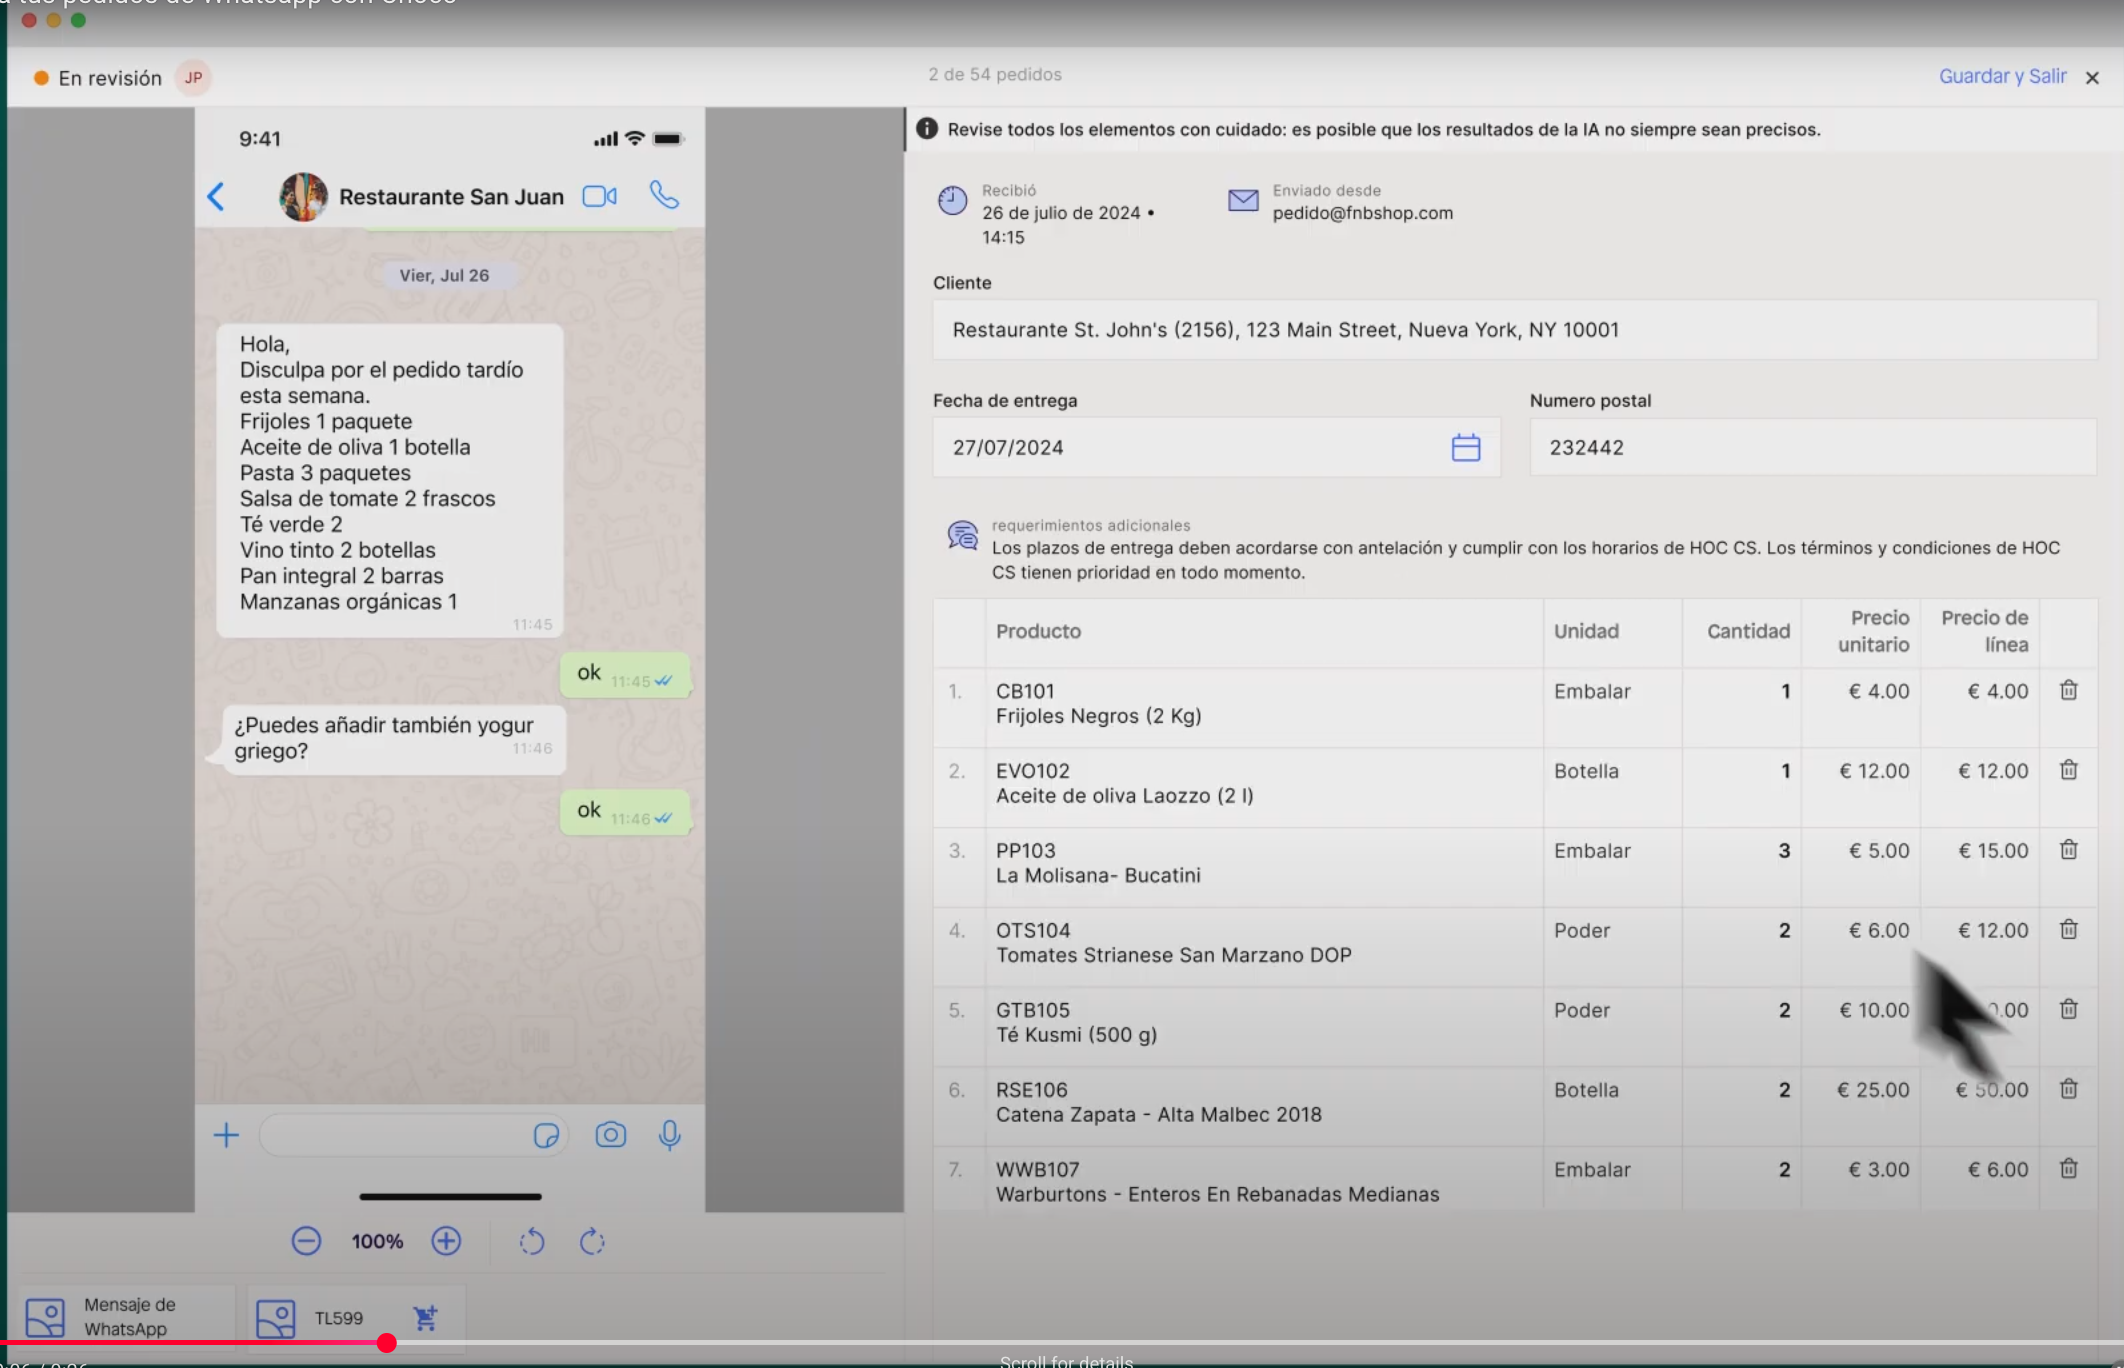 a tus pedidos de Whatsapp con Choco
En revisión
JP
2 de 54 pedidos
Guardar y Salir
9:41
Restaurante San Juan
Vier, Jul 26
Hola,
Disculpa por el pedido tardío
esta semana.
Frijoles 1 paquete
Aceite de oliva 1 botella
Pasta 3 paquetes
Salsa de tomate 2 frascos
Té verde 2
Vino tinto 2 botellas
Pan integral 2 barras
Manzanas orgánicas 1
11:45
ok 11:45
¿Puedes añadir también yogur
griego? 11:46
ok 11:46
100%
Mensaje de
WhatsApp
TL599
Revise todos los elementos con cuidado: es posible que los resultados de la IA no siempre sean precisos.
Recibió
26 de julio de 2024 •
14:15
Enviado desde
pedido@fnbshop.com
Cliente
Restaurante St. John's (2156), 123 Main Street, Nueva York, NY 10001
Fecha de entrega
27/07/2024
Numero postal
232442
requerimientos adicionales
Los plazos de entrega deben acordarse con antelación y cumplir con los horarios de HOC CS. Los términos y condiciones de HOC
CS tienen prioridad en todo momento.
Producto Unidad Cantidad Precio unitario Precio de línea
1. CB101 Embalar 1 € 4.00 € 4.00
Frijoles Negros (2 Kg)
2. EVO102 Botella 1 € 12.00 € 12.00
Aceite de oliva Laozzo (2 l)
3. PP103 Embalar 3 € 5.00 € 15.00
La Molisana- Bucatini
4. OTS104 Poder 2 € 6.00 € 12.00
Tomates Strianese San Marzano DOP
5. GTB105 Poder 2 € 10.00
Té Kusmi (500 g)
6. RSE106 Botella 2 € 25.00 € 50.00
Catena Zapata - Alta Malbec 2018
7. WWB107 Embalar 2 € 3.00 € 6.00
Warburtons - Enteros En Rebanadas Medianas
Scroll for details